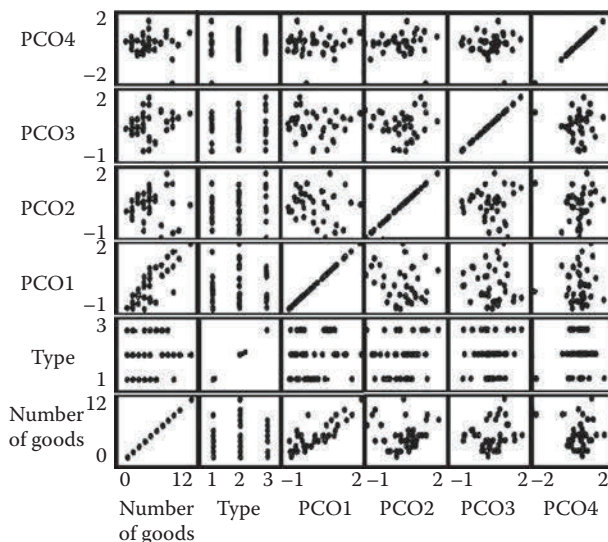 PCO4
2
−2
PCO3
2
−1
PCO2
2
−1
PCO1
2
−1
Type
3
1
Number
of goods
12
0
0 12 1 2 3 −1 2 −1 2 −1 2 −2 2
Number
of goods
Type PCO1 PCO2 PCO3 PCO4